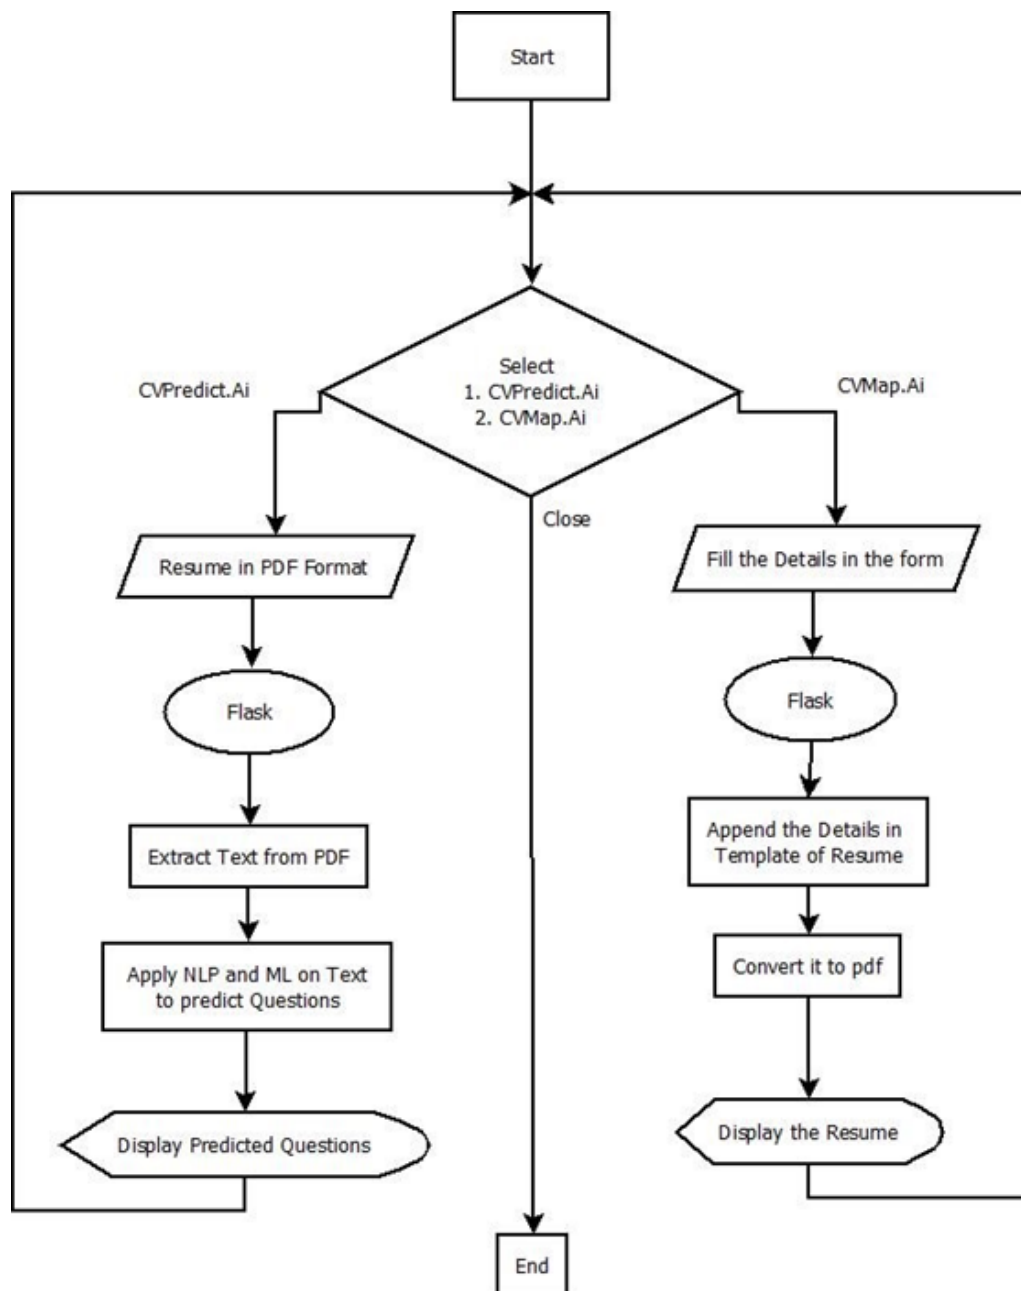 Start
Select
1. CVPredict.Ai
2. CVMap.Ai
CVPredict.Ai
CVMap.Ai
Close
Resume in PDF Format
Flask
Extract Text from PDF
Apply NLP and ML on Text
to predict Questions
Display Predicted Questions
Fill the Details in the form
Flask
Append the Details in
Template of Resume
Convert it to pdf
Display the Resume
End